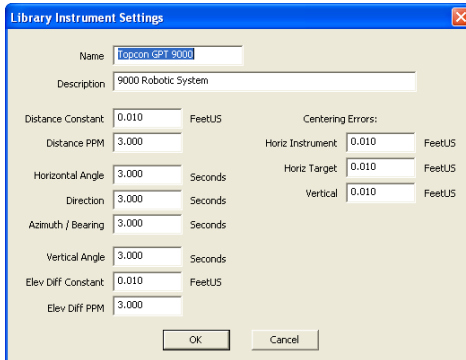 Library Instrument Settings
Name Topcon GPT 9000
Description 9000 Robotic System
Distance Constant 0.010 FeetUS Centering Errors:
Distance PPM 3.000 Horiz Instrument 0.010 FeetUS
Horizontal Angle 3.000 Seconds Horiz Target 0.010 FeetUS
Direction 3.000 Seconds Vertical 0.010 FeetUS
Azimuth / Bearing 3.000 Seconds
Vertical Angle 3.000 Seconds
Elev Diff Constant 0.010 FeetUS
Elev Diff PPM 3.000
OK Cancel